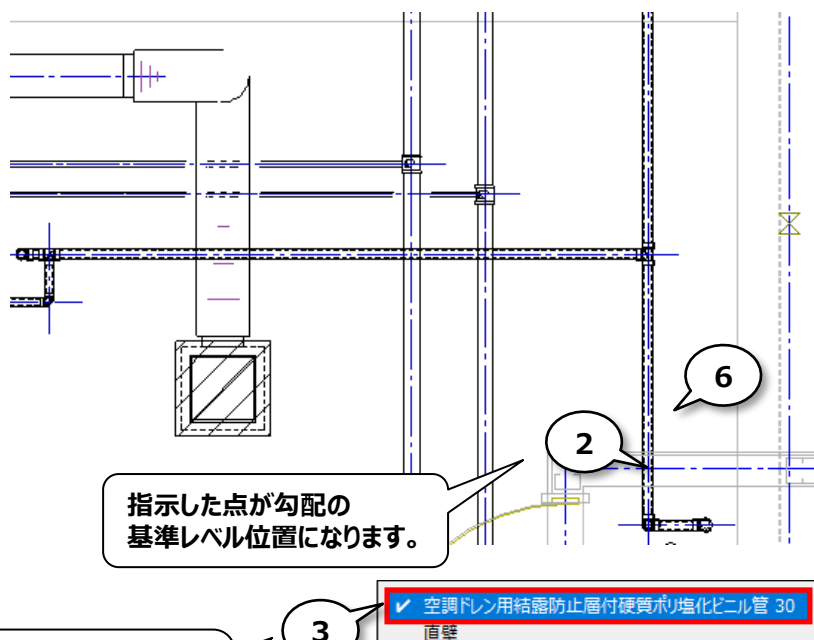 6
2
指示した点が勾配の
基準レベル位置になります。
3
✔ 空調ドレン用結露防止層付硬質ポリ塩化ビニル管 30
直壁